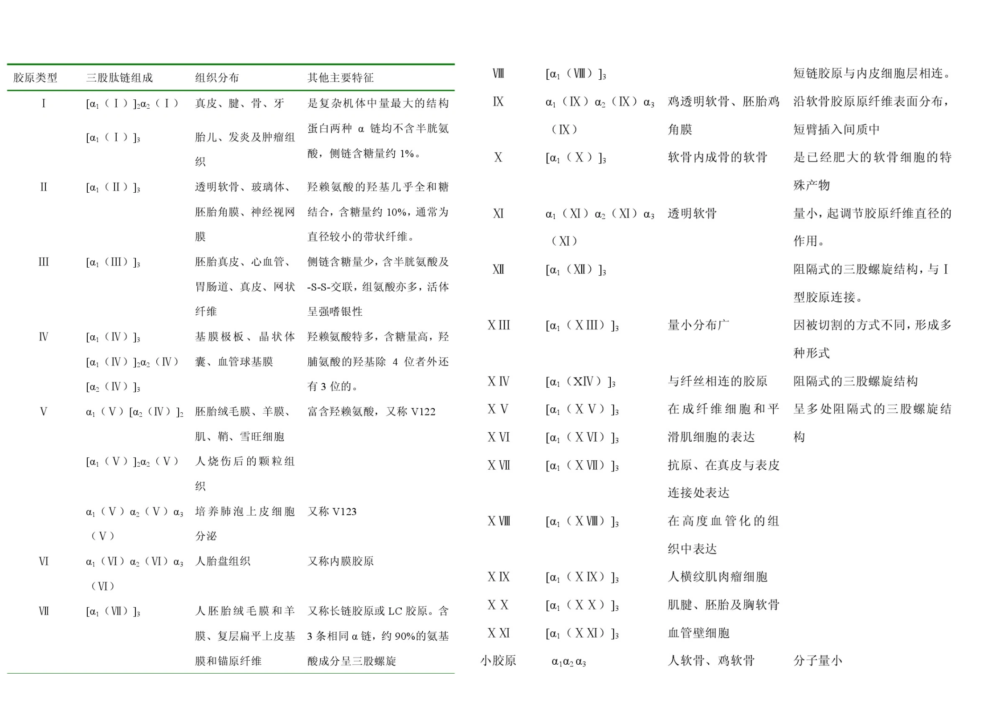 胶原类型 三股肽链组成 组织分布 其他主要特征
Ⅰ [α₁（Ⅰ）]₂α₂（Ⅰ） 真皮、腱、骨、牙 是复杂机体中量最大的结构
蛋白两种 α 链均不含半胱氨
[α₁（Ⅰ）]₃ 胎儿、发炎及肿瘤组
酸，侧链含糖量约 1%。
织
Ⅱ [α₁（Ⅱ）]₃ 透明软骨、玻璃体、 羟赖氨酸的羟基几乎全和糖
胚胎角膜、神经视网 结合，含糖量约 10%，通常为
膜 直径较小的带状纤维。
Ⅲ [α₁（Ⅲ）]₃ 胚胎真皮、心血管、 侧链含糖量少，含半胱氨酸及
胃肠道、真皮、网状 -S-S-交联，组氨酸亦多，活体
纤维 呈强嗜银性
Ⅳ [α₁（Ⅳ）]₃ 基膜极板、晶状体 羟赖氨酸特多，含糖量高，羟
[α₁（Ⅳ）]₂α₂（Ⅳ） 囊、血管球基膜 脯氨酸的羟基除 4 位者外还
[α₂（Ⅳ）]₃ 有 3 位的。
Ⅴ α₁（Ⅴ）[α₂（Ⅳ）]₂ 胚胎绒毛膜、羊膜、 富含羟赖氨酸，又称 V122
肌、鞘、雪旺细胞
[α₁（Ⅴ）]₂α₂（Ⅴ） 人烧伤后的颗粒组
织
α₁（Ⅴ）α₂（Ⅴ）α₃ 培养肺泡上皮细胞 又称 V123
（Ⅴ） 分泌
Ⅵ α₁（Ⅵ）α₂（Ⅵ）α₃ 人胎盘组织 又称内膜胶原
（Ⅵ）
Ⅶ [α₁（Ⅶ）]₃ 人胚胎绒毛膜和羊 又称长链胶原或 LC 胶原。含
膜、复层扁平上皮基 3 条相同 α 链，约 90%的氨基
膜和锚原纤维 酸成分呈三股螺旋
Ⅷ [α₁（Ⅷ）]₃ 短链胶原与内皮细胞层相连。
Ⅸ α₁（Ⅸ）α₂（Ⅸ）α₃ 鸡透明软骨、胚胎鸡 沿软骨胶原原纤维表面分布，
（Ⅸ） 角膜 短臂插入间质中
Ⅹ [α₁（Ⅹ）]₃ 软骨内成骨的软骨 是已经肥大的软骨细胞的特
殊产物
Ⅺ α₁（Ⅺ）α₂（Ⅺ）α₃ 透明软骨 量小，起调节胶原纤维直径的
（Ⅺ） 作用。
Ⅻ [α₁（Ⅻ）]₃ 阻隔式的三股螺旋结构，与Ⅰ
型胶原连接。
ⅩⅢ [α₁（ⅩⅢ）]₃ 量小分布广 因被切割的方式不同，形成多
种形式
ⅩⅣ [α₁（XⅣ）]₃ 与纤丝相连的胶原 阻隔式的三股螺旋结构
ⅩⅤ [α₁（ⅩⅤ）]₃ 在成纤维细胞和平 呈多处阻隔式的三股螺旋结
ⅩⅥ [α₁（ⅩⅥ）]₃ 滑肌细胞的表达 构
ⅩⅦ [α₁（ⅩⅦ）]₃ 抗原、在真皮与表皮
连接处表达
ⅩⅧ [α₁（ⅩⅧ）]₃ 在高度血管化的组
织中表达
ⅩⅨ [α₁（ⅩⅨ）]₃ 人横纹肌肉瘤细胞
ⅩⅩ [α₁（ⅩⅩ）]₃ 肌腱、胚胎及胸软骨
ⅩⅪ [α₁（ⅩⅪ）]₃ 血管壁细胞
小胶原 α₁α₂ α₃ 人软骨、鸡软骨 分子量小